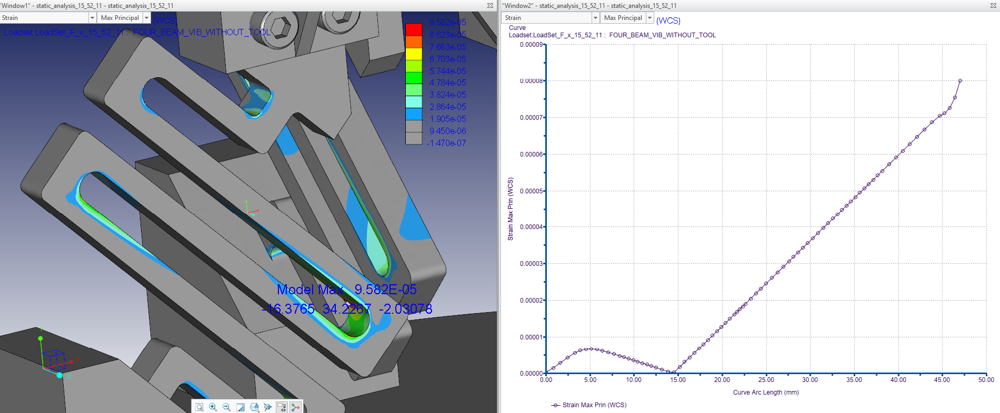 "Window1" - static_analysis_15_52_11 - static_analysis_15_52_11
Strain
Max Principal
(WCS)
Loadset:LoadSet_F_x_15_52_11 : FOUR_BEAM_VIB_WITHOUT_TOOL
9.582e-05
8.623e-05
7.663e-05
6.703e-05
5.744e-05
4.784e-05
3.824e-05
2.864e-05
1.905e-05
9.450e-06
-1.470e-07
Model Max 9.582E-05
-16.3765 34.2267 -2.03078
x
z
"Window2" - static_analysis_15_52_11 - static_analysis_15_52_11
Strain
Max Principal
(WCS)
Curve
Loadset:LoadSet_F_x_15_52_11 : FOUR_BEAM_VIB_WITHOUT_TOOL
Strain Max Prin (WCS)
0.00009
0.00008
0.00007
0.00006
0.00005
0.00004
0.00003
0.00002
0.00001
0.00000
0.00
5.00
10.00
15.00
20.00
25.00
30.00
35.00
40.00
45.00
50.00
Curve Arc Length (mm)
Strain Max Prin (WCS)